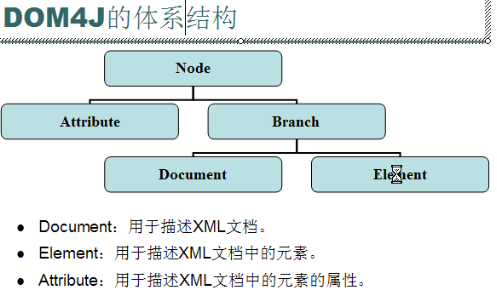 DOM4J的体系结构
Node
Attribute
Branch
Document
Element
● Document：用于描述XML文档。
● Element：用于描述XML文档中的元素。
● Attribute：用于描述XML文档中的元素的属性。